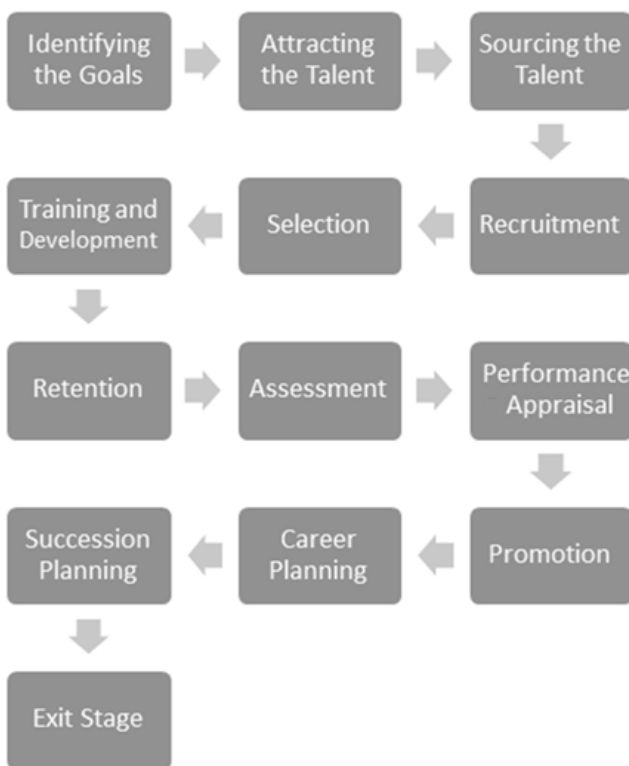 Identifying
the Goals
Attracting
the Talent
Sourcing the
Talent
Recruitment
Selection
Training and
Development
Retention
Assessment
Performance
Appraisal
Promotion
Career
Planning
Succession
Planning
Exit Stage